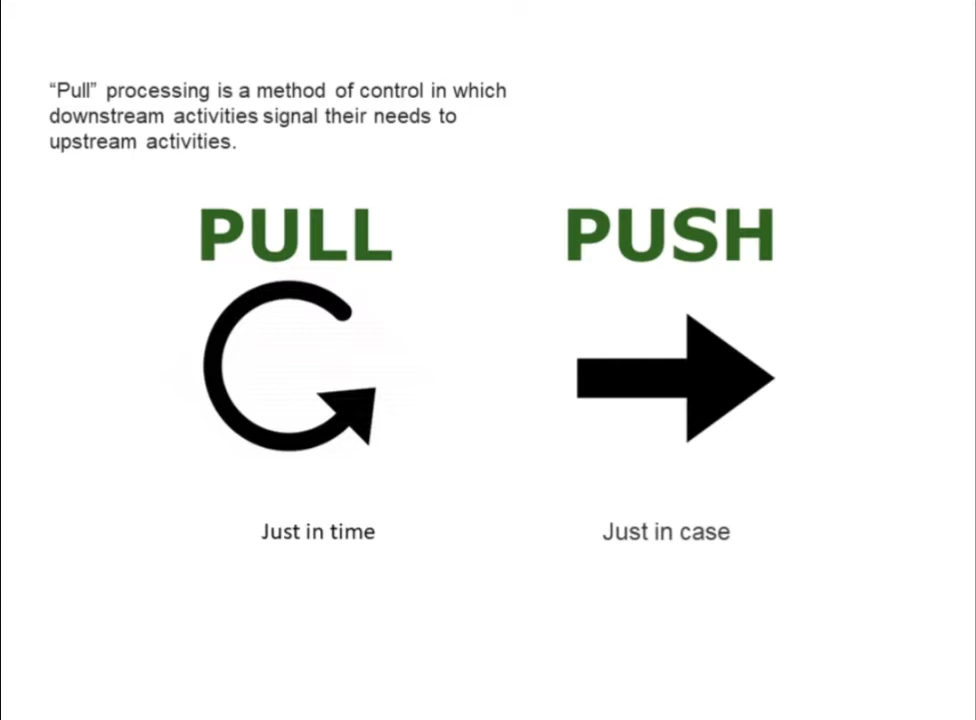 “Pull” processing is a method of control in which
downstream activities signal their needs to
upstream activities.
PULL
PUSH
Just in time
Just in case